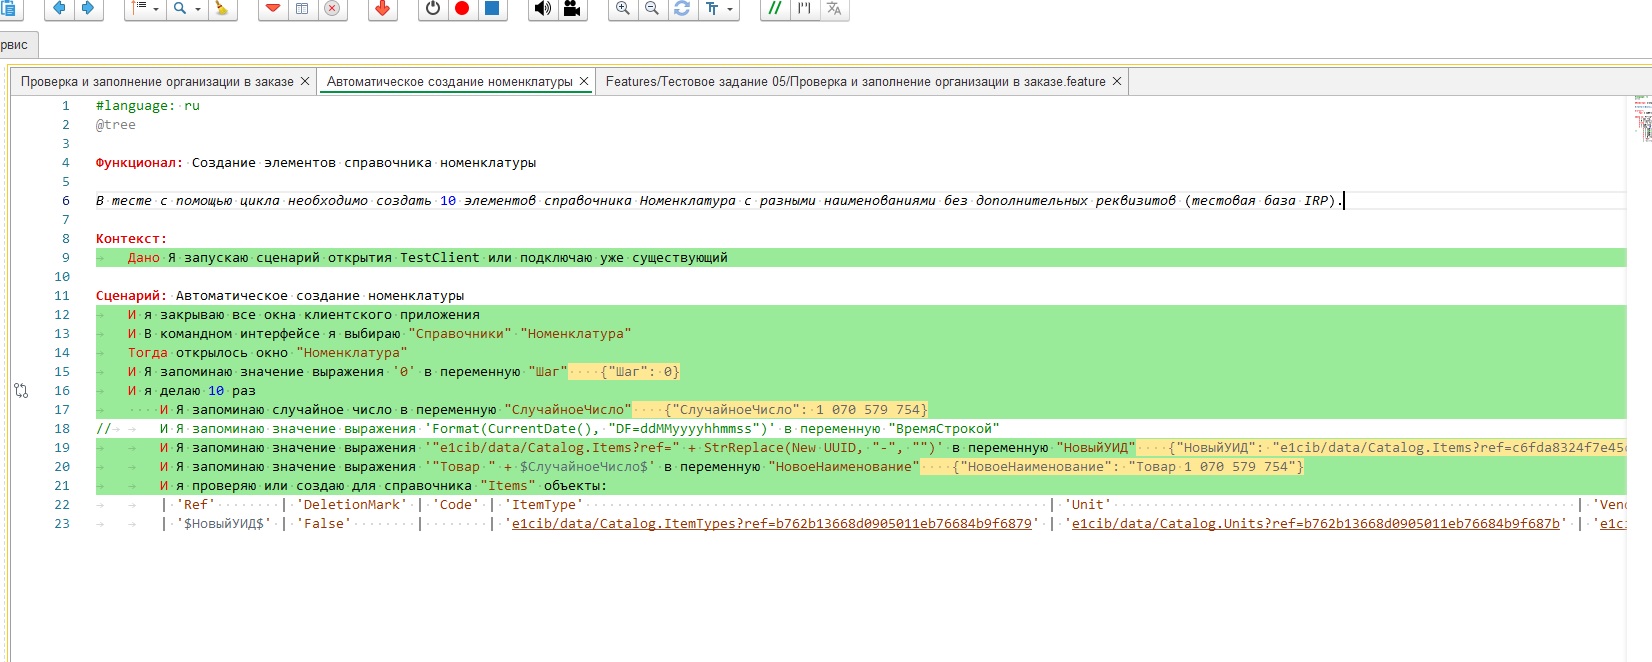 рвис
Проверка и заполнение организации в заказе Автоматическое создание номенклатуры Features/Тестовое задание 05/Проверка и заполнение организации в заказе.feature
1 #language: ru
2 @tree
3
4 Функционал: Создание элементов справочника номенклатуры
5
6 В тесте с помощью цикла необходимо создать 10 элементов справочника Номенклатура с разными наименованиями без дополнительных реквизитов (тестовая база IRP).
7
8 Контекст:
9 Дано Я запускаю сценарий открытия TestClient или подключаю уже существующий
10
11 Сценарий: Автоматическое создание номенклатуры
12 И я закрываю все окна клиентского приложения
13 И В командном интерфейсе я выбираю "Справочники" "Номенклатура"
14 Тогда открылось окно "Номенклатура"
15 И Я запоминаю значение выражения '0' в переменную "Шаг" {"Шаг": 0}
16 И я делаю 10 раз
17 И Я запоминаю случайное число в переменную "СлучайноеЧисло" {"СлучайноеЧисло": 1 070 579 754}
18 // И Я запоминаю значение выражения 'Format(CurrentDate(), "DF=ddMMyyyyhhmmss")' в переменную "ВремяСтрокой"
19 И Я запоминаю значение выражения '"e1cib/data/Catalog.Items?ref=" + StrReplace(New UUID, "-", "")' в переменную "НовыйУИД" {"НовыйУИД": "e1cib/data/Catalog.Items?ref=c6fda8324f7e45
20 И Я запоминаю значение выражения '"Товар " + $СлучайноеЧисло$' в переменную "НовоеНаименование" {"НовоеНаименование": "Товар 1 070 579 754"}
21 И я проверяю или создаю для справочника "Items" объекты:
22 | 'Ref' | 'DeletionMark' | 'Code' | 'ItemType' | 'Unit' | 'Vend
23 | '$НовыйУИД$' | 'False' | | 'e1cib/data/Catalog.ItemTypes?ref=b762b13668d0905011eb76684b9f6879' | 'e1cib/data/Catalog.Units?ref=b762b13668d0905011eb76684b9f687b' | 'e1ci